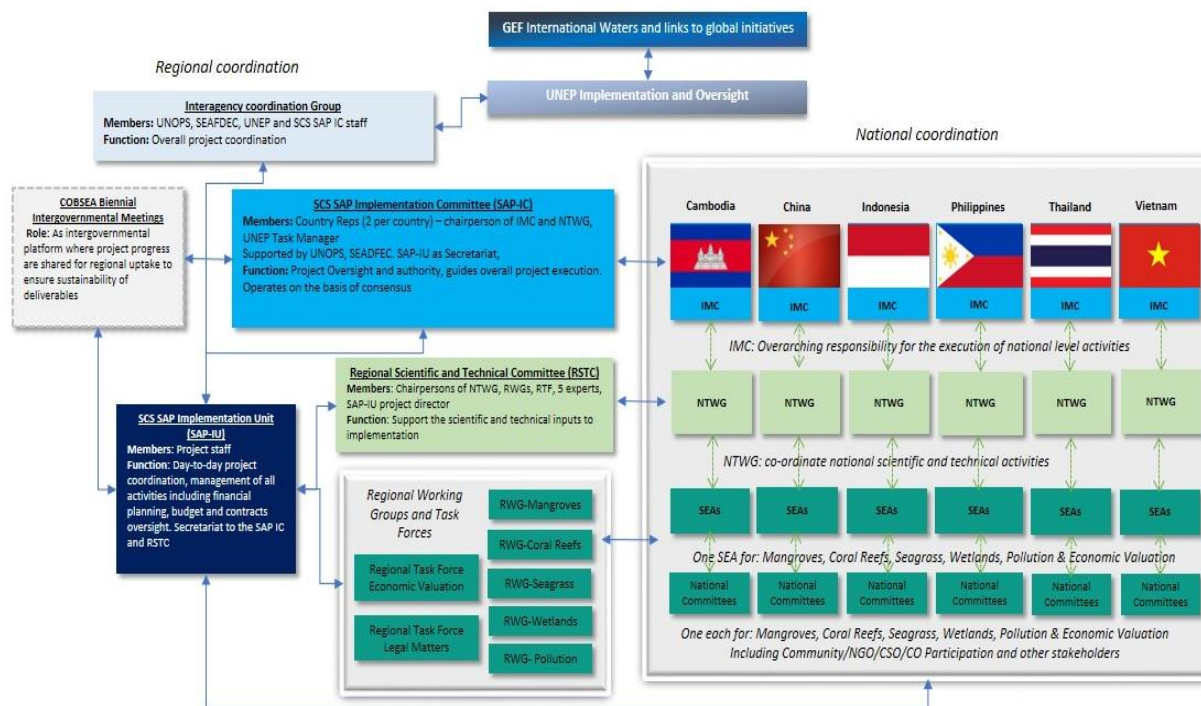 GEF International Waters and links to global initiatives
Regional coordination
UNEP Implementation and Oversight
Interagency coordination Group
Members: UNOPS, SEAFDEC, UNEP and SCS SAP IC staff
Function: Overall project coordination
National coordination
COBSEA Biennial
Intergovernmental Meetings
Role: As intergovernmental
platform where project progress
are shared for regional uptake to
ensure sustainability of
deliverables
SCS SAP Implementation Committee (SAP-IC)
Members: Country Reps (2 per country) – chairperson of IMC and NTWG,
UNEP Task Manager
Supported by UNOPS, SEADFEC. SAP-IU as Secretariat,
Function: Project Oversight and authority, guides overall project execution.
Operates on the basis of consensus
Cambodia China Indonesia Philippines Thailand Vietnam
IMC IMC IMC IMC IMC IMC
IMC: Overarching responsibility for the execution of national level activities
Regional Scientific and Technical Committee (RSTC)
Members: Chairpersons of NTWG, RWGs, RTF, 5 experts,
SAP-IU project director
Function: Support the scientific and technical inputs to
implementation
NTWG NTWG NTWG NTWG NTWG NTWG
NTWG: co-ordinate national scientific and technical activities
SCS SAP Implementation Unit
(SAP-IU)
Members: Project staff
Function: Day-to-day project
coordination, management of all
activities including financial
planning, budget and contracts
oversight. Secretariat to the SAP IC
and RSTC
Regional Working
Groups and Task
Forces
Regional Task Force
Economic Valuation
Regional Task Force
Legal Matters
RWG-Mangroves
RWG-Coral Reefs
RWG-Seagrass
RWG-Wetlands
RWG- Pollution
SEAs SEAs SEAs SEAs SEAs SEAs
One SEA for: Mangroves, Coral Reefs, Seagrass, Wetlands, Pollution & Economic Valuation
National National National National National National
Committees Committees Committees Committees Committees Committees
One each for: Mangroves, Coral Reefs, Seagrass, Wetlands, Pollution & Economic Valuation
Including Community/NGO/CSO/CO Participation and other stakeholders